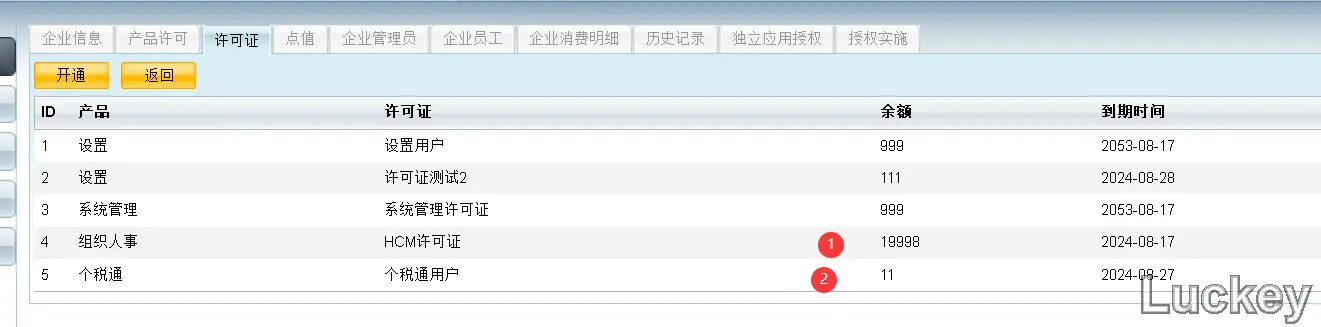 企业信息 产品许可 许可证 点值 企业管理员 企业员工 企业消费明细 历史记录 独立应用授权 授权实施
开通 返回
ID 产品 许可证 余额 到期时间
1 设置 设置用户 999 2053-08-17
2 设置 许可证测试2 111 2024-08-28
3 系统管理 系统管理许可证 999 2053-08-17
4 组织人事 HCM许可证 1 19998 2024-08-17
5 个税通 个税通用户 2 11 2024-08-27
Luckey